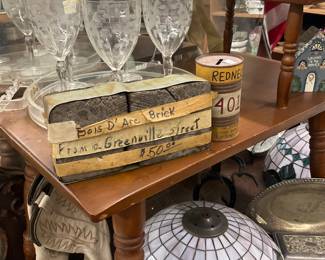 Bois D' Arc Brick
From a Greenville Street
$50.00
REDNE
401